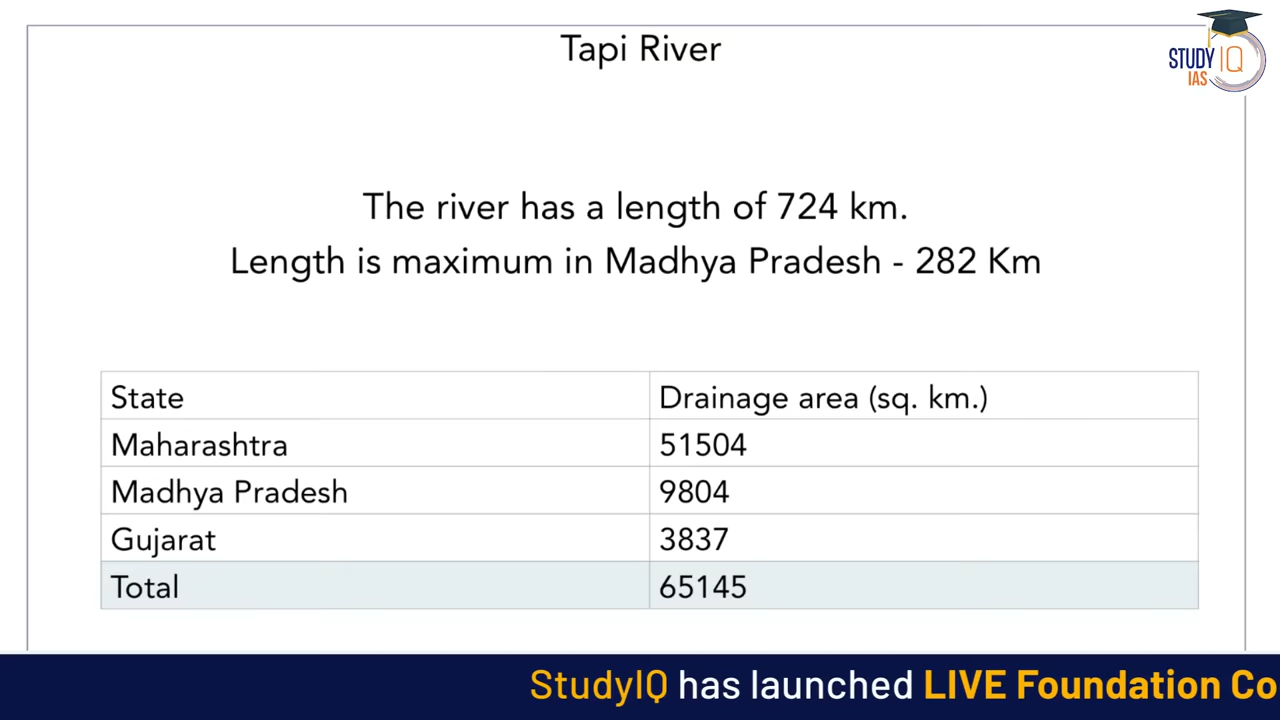 Tapi River
STUDY IQ
IAS
The river has a length of 724 km.
Length is maximum in Madhya Pradesh - 282 Km
State Drainage area (sq. km.)
Maharashtra 51504
Madhya Pradesh 9804
Gujarat 3837
Total 65145
StudyIQ has launched LIVE Foundation Co